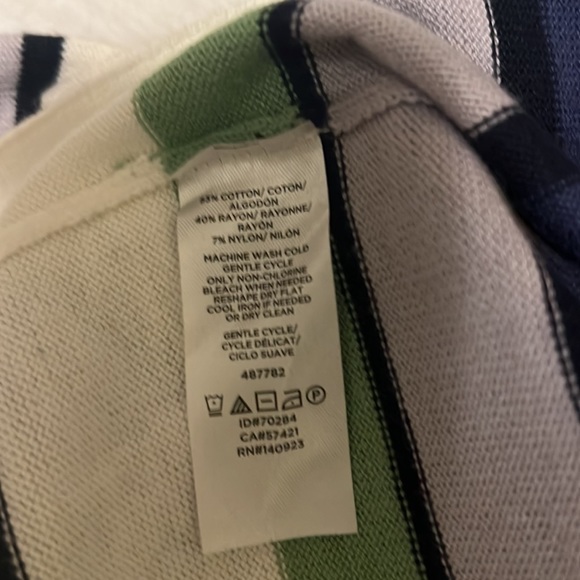 53% COTTON/ COTON/
ALGODÓN
40% RAYON/ RAYONNE/
RAYÓN
7% NYLON/ NILÓN
MACHINE WASH COLD
GENTLE CYCLE
ONLY NON-CHLORINE
BLEACH WHEN NEEDED
RESHAPE DRY FLAT
COOL IRON IF NEEDED
OR DRY CLEAN
GENTLE CYCLE/
CYCLE DÉLICAT/
CICLO SUAVE
487782
P
ID#70284
CA#57421
RN#140923